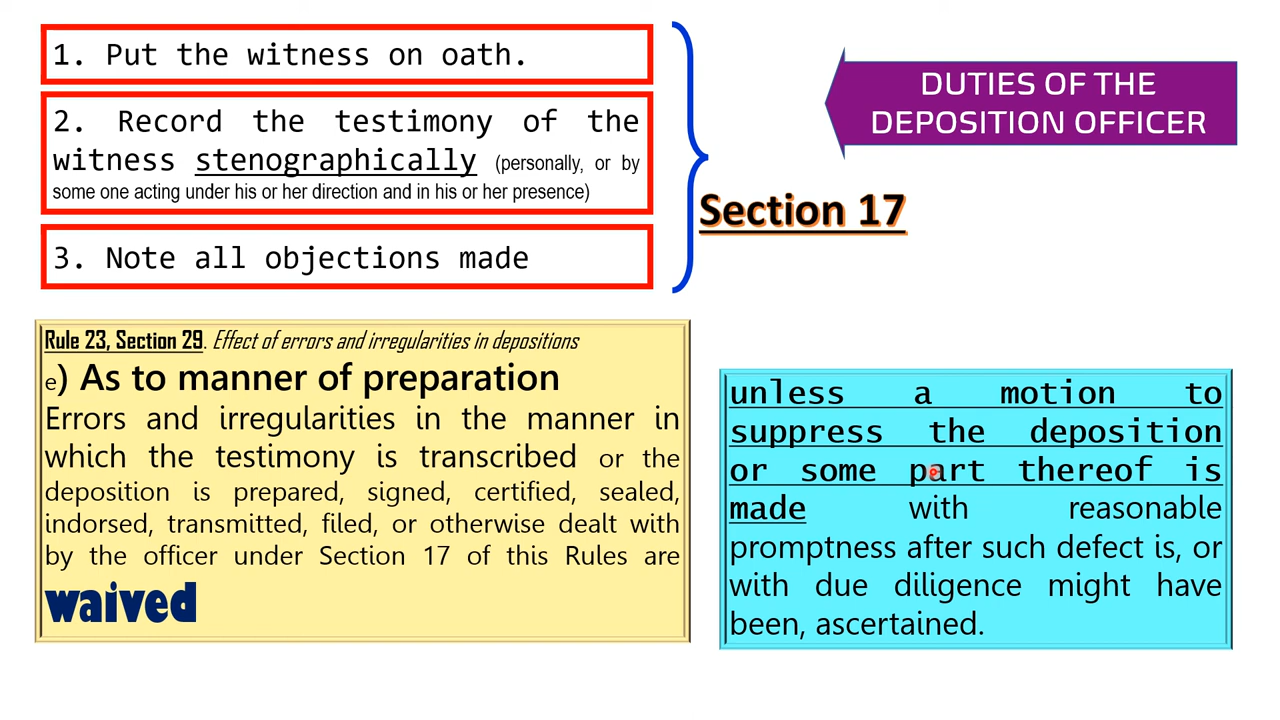 1. Put the witness on oath.
2. Record the testimony of the
witness stenographically (personally, or by
some one acting under his or her direction and in his or her presence)
3. Note all objections made
DUTIES OF THE
DEPOSITION OFFICER
Section 17
Rule 23, Section 29. Effect of errors and irregularities in depositions
e) As to manner of preparation
Errors and irregularities in the manner in
which the testimony is transcribed or the
deposition is prepared, signed, certified, sealed,
indorsed, transmitted, filed, or otherwise dealt with
by the officer under Section 17 of this Rules are
waived
unless a motion to
suppress the deposition
or some part thereof is
made with reasonable
promptness after such defect is, or
with due diligence might have
been, ascertained.